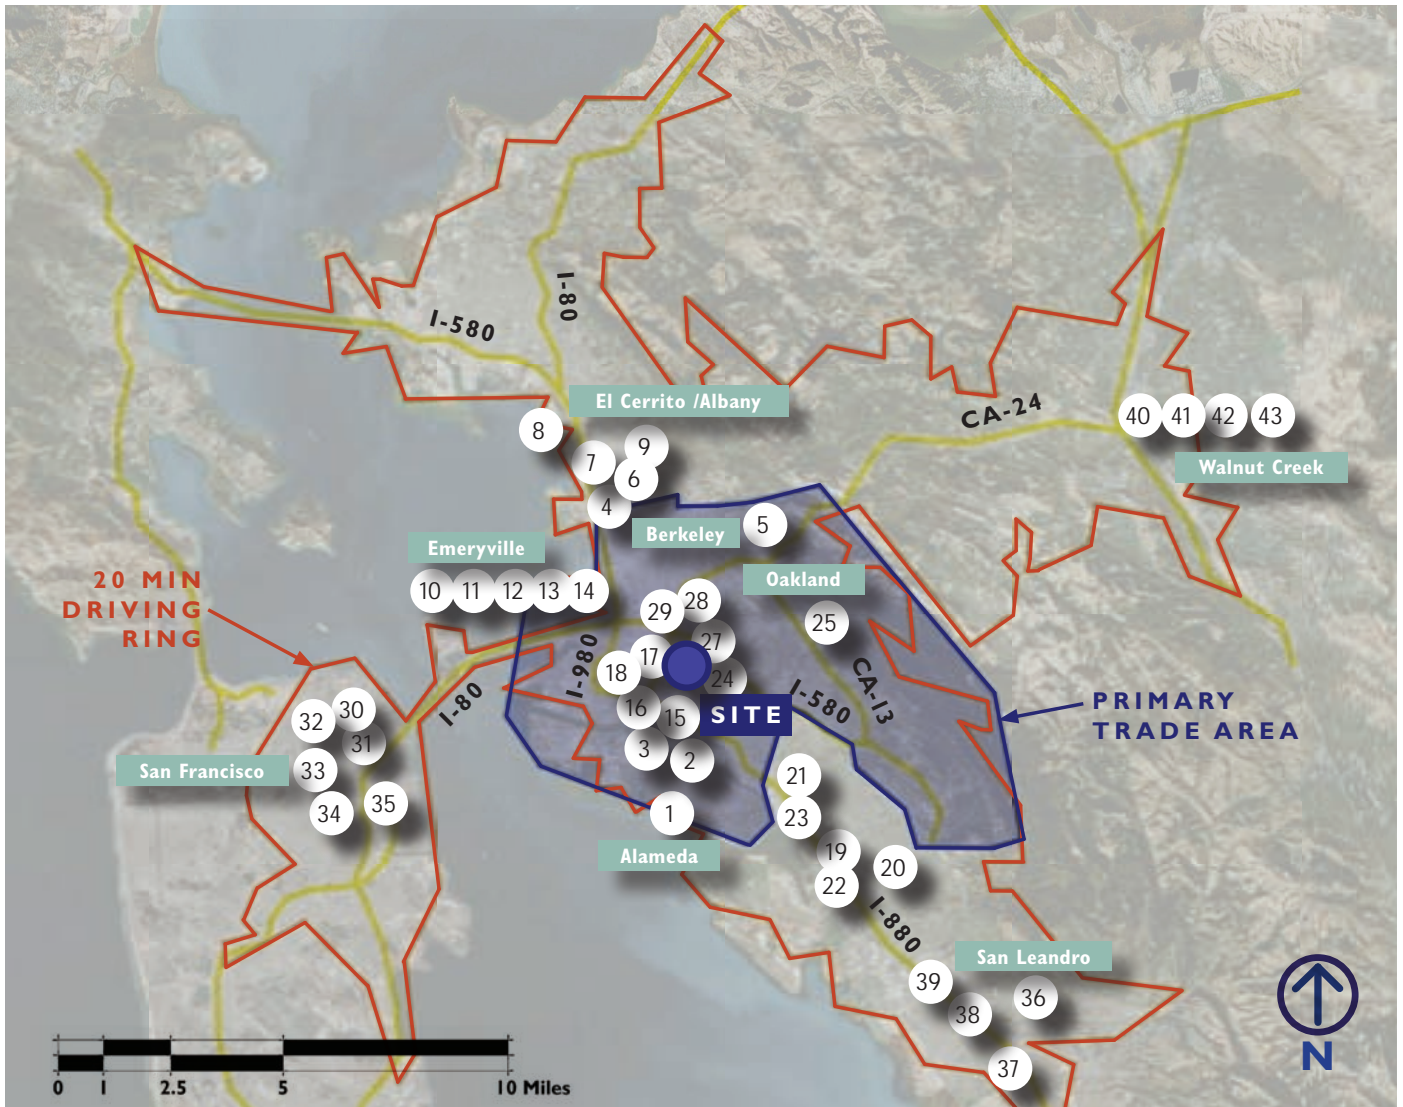 I-80
I-580
El Cerrito /Albany
CA-24
8
9
7
6
4
40
41
42
43
Walnut Creek
5
Berkeley
Emeryville
Oakland
10
11
12
13
14
20 MIN
DRIVING
RING
28
29
25
27
17
18
24
I-980
CA-13
I-580
I-80
16
15
SITE
PRIMARY
TRADE AREA
30
32
31
San Francisco
33
34
35
3
2
1
Alameda
21
23
19
20
22
I-880
San Leandro
39
36
38
37
0
1
2.5
5
10 Miles
N